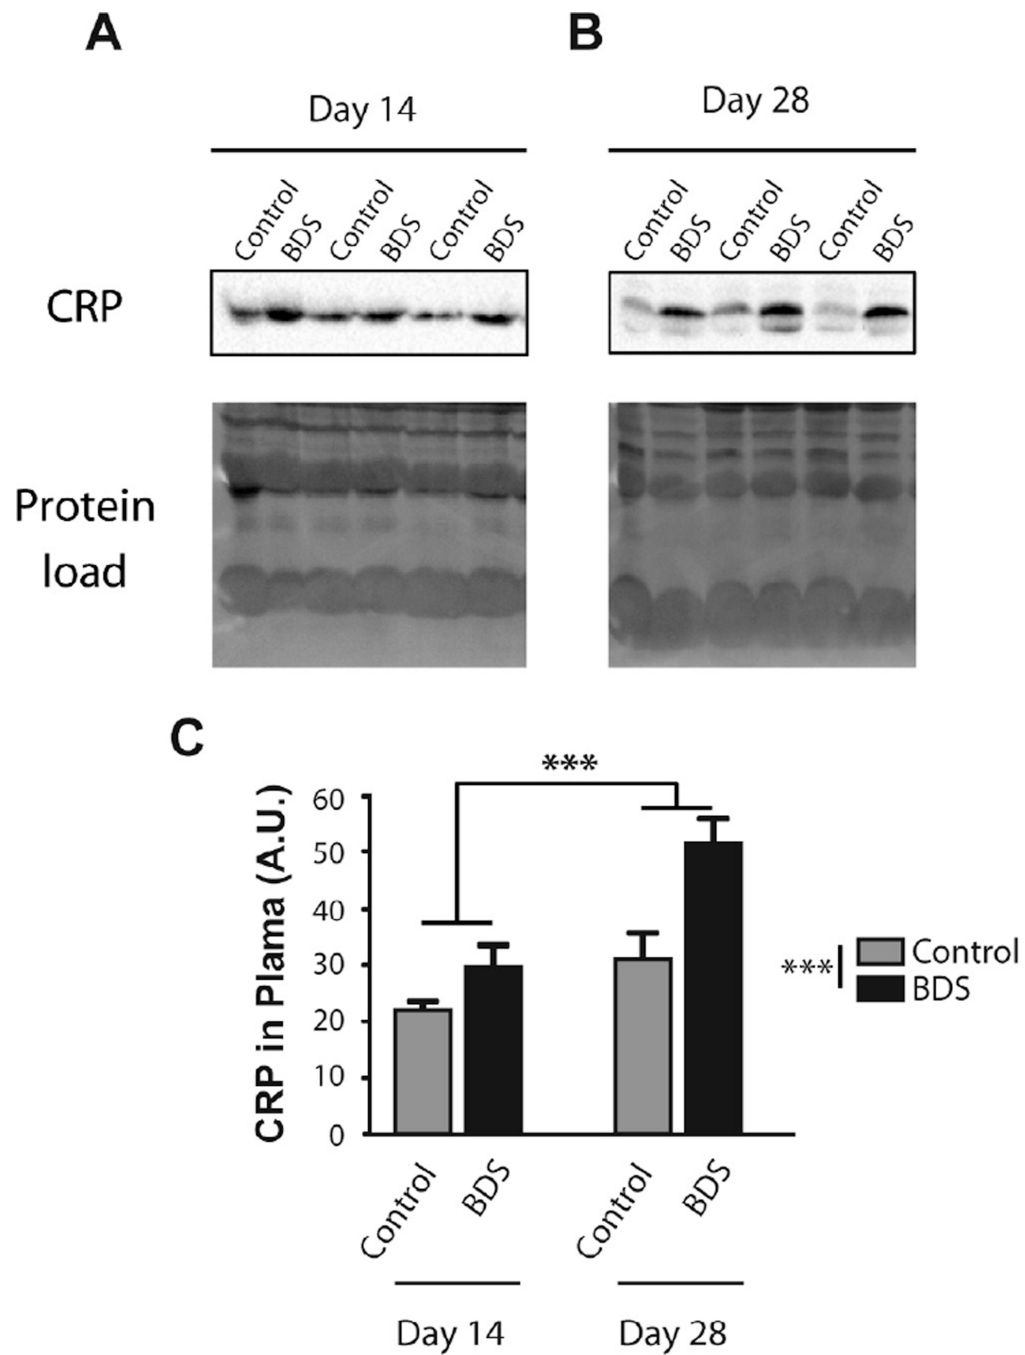 A
B
Day 14
Day 28
Control
BDS
Control
BDS
Control
BDS
Control
BDS
Control
BDS
Control
BDS
CRP
Protein
load
C
***
CRP in Plama (A.U.)
60
50
40
30
20
10
0
***
Control
BDS
Control
BDS
Control
BDS
Day 14
Day 28